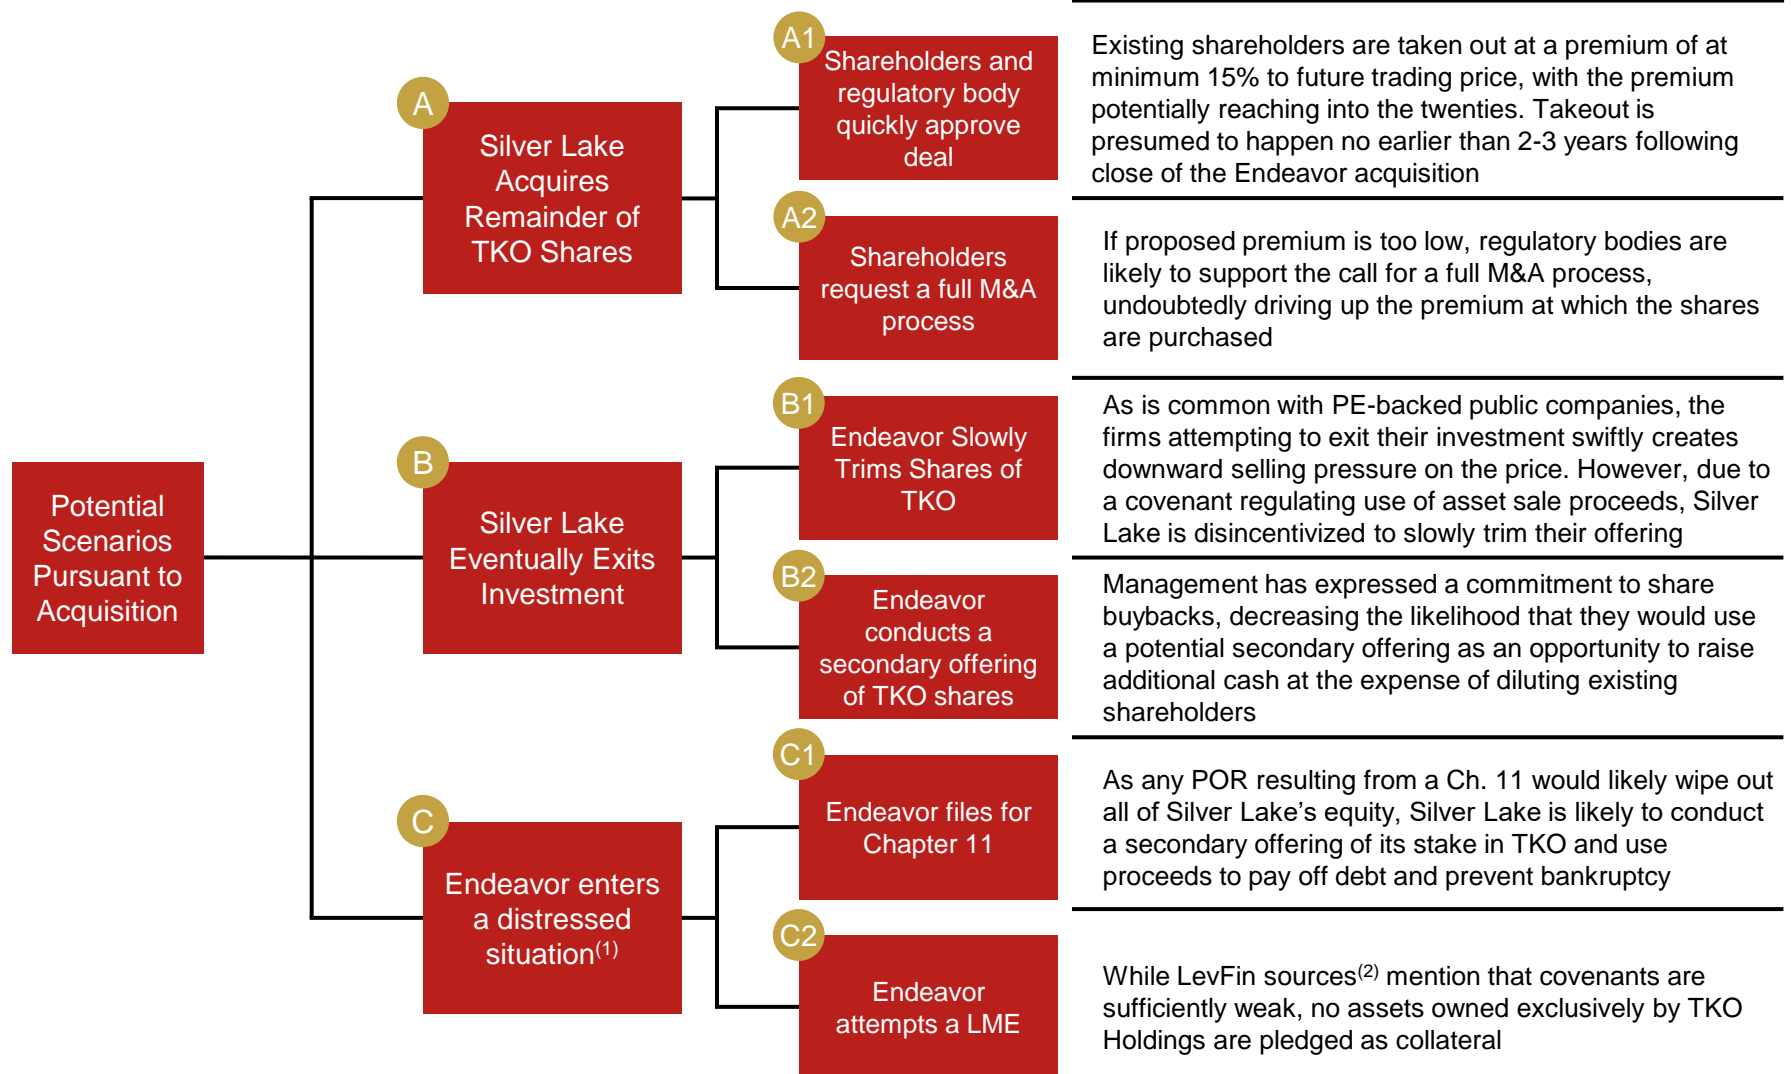 Potential
Scenarios
Pursuant to
Acquisition
A
Silver Lake
Acquires
Remainder of
TKO Shares
A1
Shareholders and
regulatory body
quickly approve
deal
Existing shareholders are taken out at a premium of at
minimum 15% to future trading price, with the premium
potentially reaching into the twenties. Takeout is
presumed to happen no earlier than 2-3 years following
close of the Endeavor acquisition
A2
Shareholders
request a full M&A
process
If proposed premium is too low, regulatory bodies are
likely to support the call for a full M&A process,
undoubtedly driving up the premium at which the shares
are purchased
B
Silver Lake
Eventually Exits
Investment
B1
Endeavor Slowly
Trims Shares of
TKO
As is common with PE-backed public companies, the
firms attempting to exit their investment swiftly creates
downward selling pressure on the price. However, due to
a covenant regulating use of asset sale proceeds, Silver
Lake is disincentivized to slowly trim their offering
B2
Endeavor
conducts a
secondary offering
of TKO shares
Management has expressed a commitment to share
buybacks, decreasing the likelihood that they would use
a potential secondary offering as an opportunity to raise
additional cash at the expense of diluting existing
shareholders
C
Endeavor enters
a distressed
situation(1)
C1
Endeavor files for
Chapter 11
As any POR resulting from a Ch. 11 would likely wipe out
all of Silver Lake’s equity, Silver Lake is likely to conduct
a secondary offering of its stake in TKO and use
proceeds to pay off debt and prevent bankruptcy
C2
Endeavor
attempts a LME
While LevFin sources(2) mention that covenants are
sufficiently weak, no assets owned exclusively by TKO
Holdings are pledged as collateral